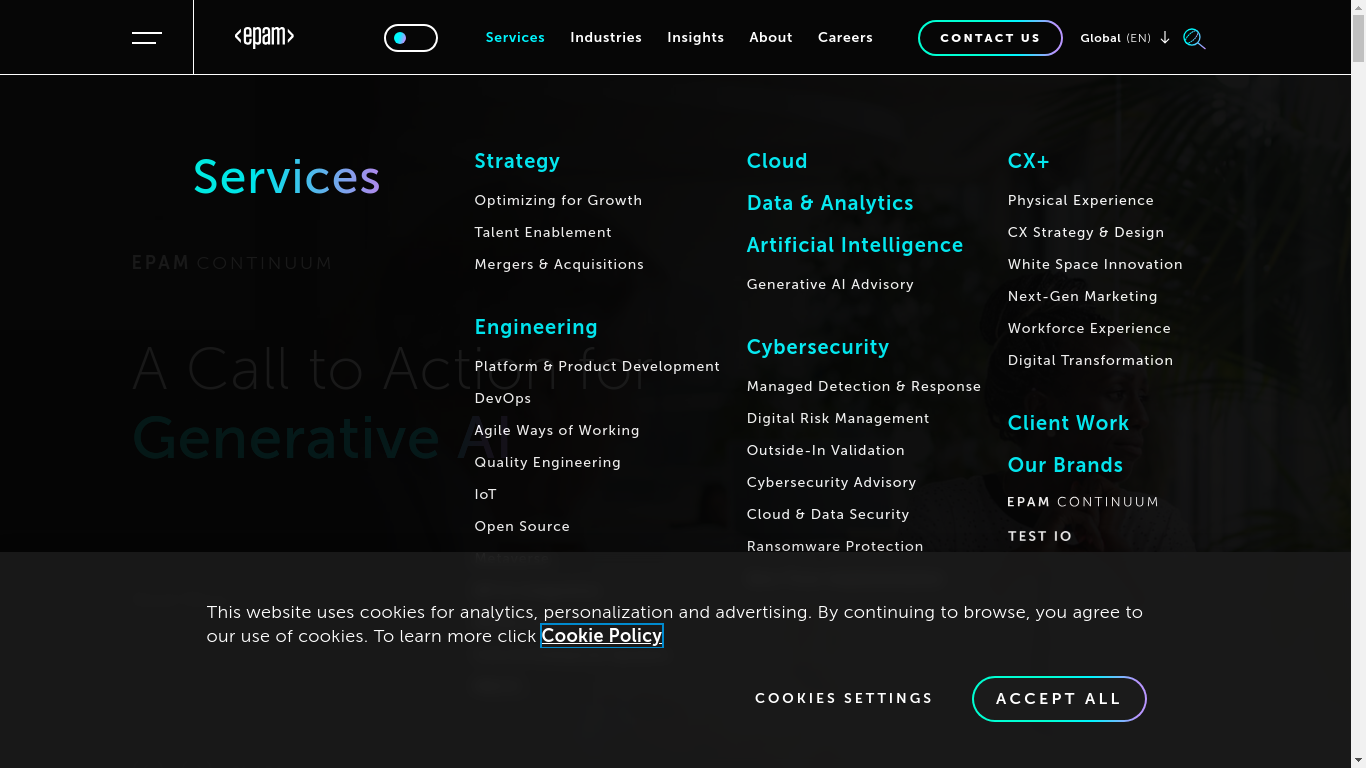 <epam>
Services
Industries
Insights
About
Careers
CONTACT US
Global (EN)
Services
EPAM CONTINUUM
A Call to Action for
Generative AI
Strategy
Optimizing for Growth
Talent Enablement
Mergers & Acquisitions
Engineering
Platform & Product Development
DevOps
Agile Ways of Working
Quality Engineering
IoT
Open Source
Cloud
Data & Analytics
Artificial Intelligence
Generative AI Advisory
Cybersecurity
Managed Detection & Response
Digital Risk Management
Outside-In Validation
Cybersecurity Advisory
Cloud & Data Security
Ransomware Protection
CX+
Physical Experience
CX Strategy & Design
White Space Innovation
Next-Gen Marketing
Workforce Experience
Digital Transformation
Client Work
Our Brands
EPAM CONTINUUM
TEST IO
This website uses cookies for analytics, personalization and advertising. By continuing to browse, you agree to
our use of cookies. To learn more click Cookie Policy
COOKIES SETTINGS
ACCEPT ALL